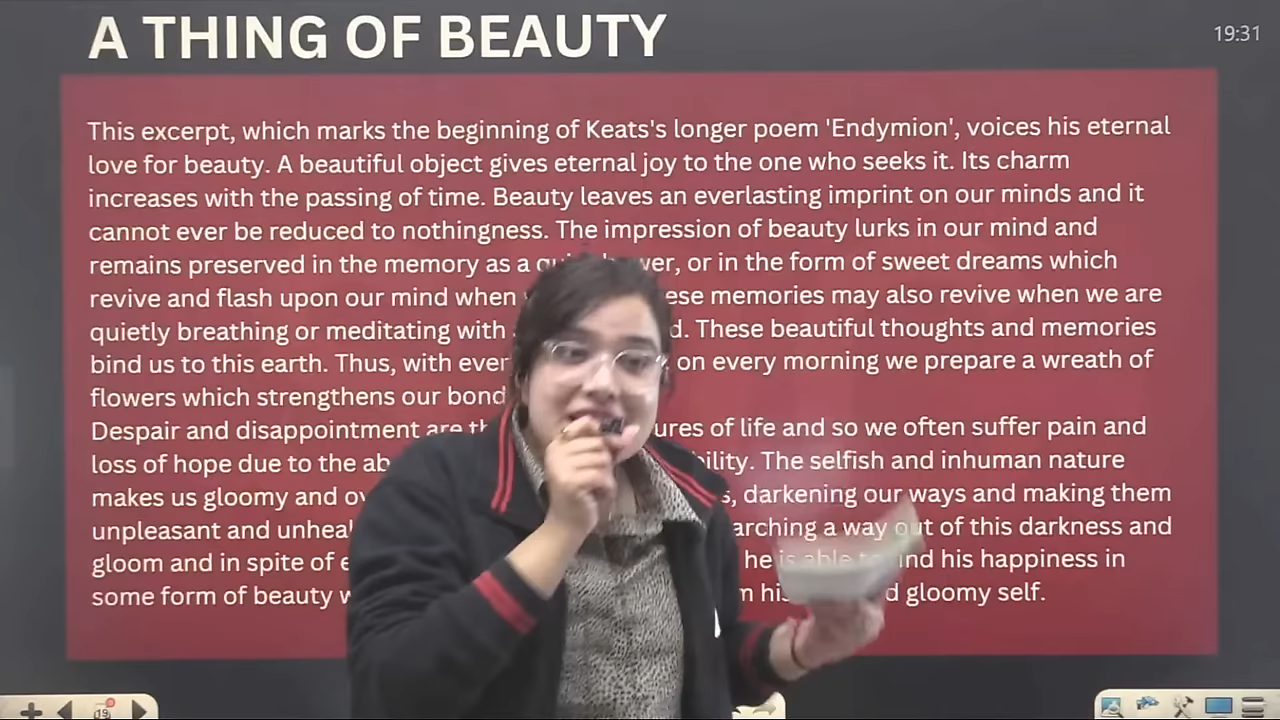 A THING OF BEAUTY
19:31
This excerpt, which marks the beginning of Keats's longer poem 'Endymion', voices his eternal
love for beauty. A beautiful object gives eternal joy to the one who seeks it. Its charm
increases with the passing of time. Beauty leaves an everlasting imprint on our minds and it
cannot ever be reduced to nothingness. The impression of beauty lurks in our mind and
remains preserved in the memory as a or in the form of sweet dreams which
revive and flash upon our mind when memories may also revive when we are
quietly breathing or meditating with These beautiful thoughts and memories
bind us to this earth. Thus, with on every morning we prepare a wreath of
flowers which strengthens our
Despair and disappointment are of life and so we often suffer pain and
loss of hope due to the The selfish and inhuman nature
makes us gloomy and darkening our ways and making them
unpleasant and a way out of this darkness and
gloom and in spite of he is able to find his happiness in
some form of beauty gloomy self.
19